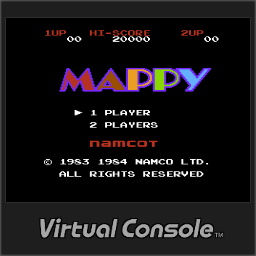 1UP HI-SCORE 2UP
00 20000 00
MAPPY
1 PLAYER
2 PLAYERS
namcot
© 1983 1984 NAMCO LTD.
ALL RIGHTS RESERVED
Virtual Console™